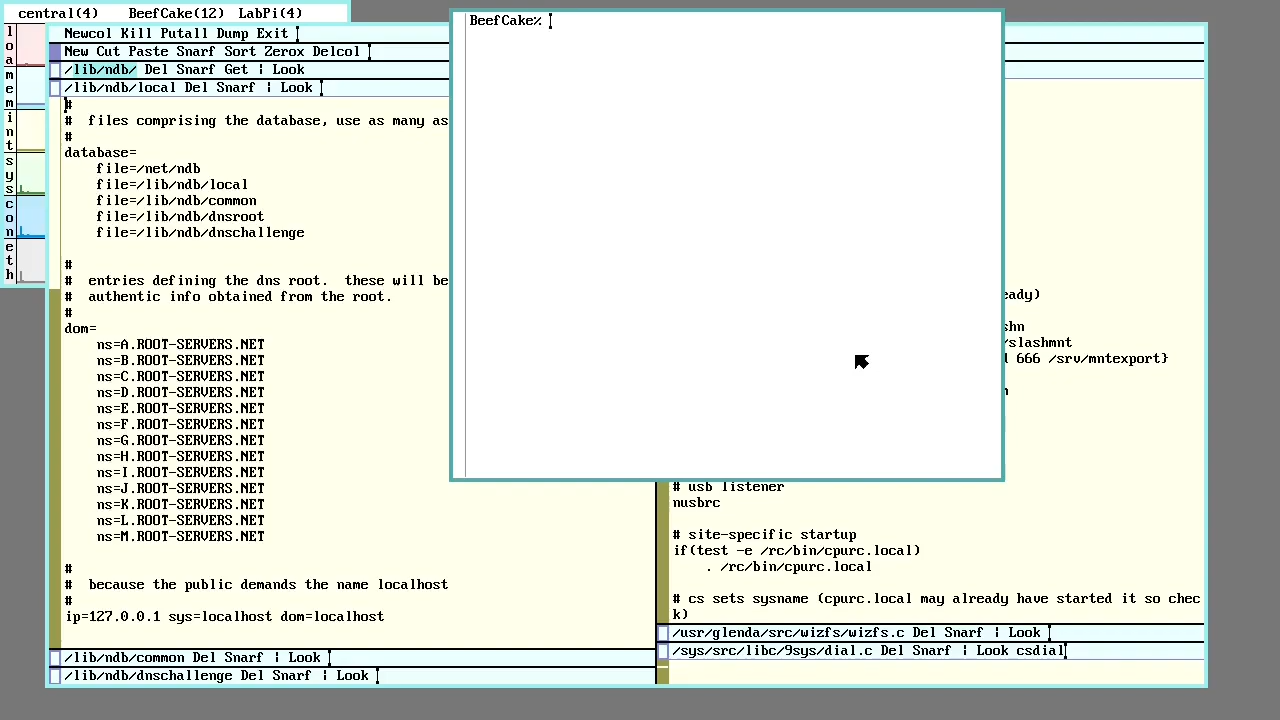 central(4) BeefCake(12) LabPi(4)
loa
mem
int
sys
con
eth
Newcol Kill Putall Dump Exit
New Cut Paste Snarf Sort Zerox Delcol
/lib/ndb/ Del Snarf Get | Look
/lib/ndb/local Del Snarf | Look
#
# files comprising the database, use as many as
#
database=
file=/net/ndb
file=/lib/ndb/local
file=/lib/ndb/common
file=/lib/ndb/dnsroot
file=/lib/ndb/dnschallenge
#
# entries defining the dns root. these will be
# authentic info obtained from the root.
#
dom=
ns=A.ROOT-SERVERS.NET
ns=B.ROOT-SERVERS.NET
ns=C.ROOT-SERVERS.NET
ns=D.ROOT-SERVERS.NET
ns=E.ROOT-SERVERS.NET
ns=F.ROOT-SERVERS.NET
ns=G.ROOT-SERVERS.NET
ns=H.ROOT-SERVERS.NET
ns=I.ROOT-SERVERS.NET
ns=J.ROOT-SERVERS.NET
ns=K.ROOT-SERVERS.NET
ns=L.ROOT-SERVERS.NET
ns=M.ROOT-SERVERS.NET
#
# because the public demands the name localhost
#
ip=127.0.0.1 sys=localhost dom=localhost
/lib/ndb/common Del Snarf | Look
/lib/ndb/dnschallenge Del Snarf | Look
BeefCake%
eady)
shn
/slashmnt
666 /srv/mntexport}
# usb listener
nusbrc
# site-specific startup
if(test -e /rc/bin/cpurc.local)
. /rc/bin/cpurc.local
# cs sets sysname (cpurc.local may already have started it so chec
k)
/usr/glenda/src/wizfs/wizfs.c Del Snarf | Look
/sys/src/libc/9sys/dial.c Del Snarf | Look csdial